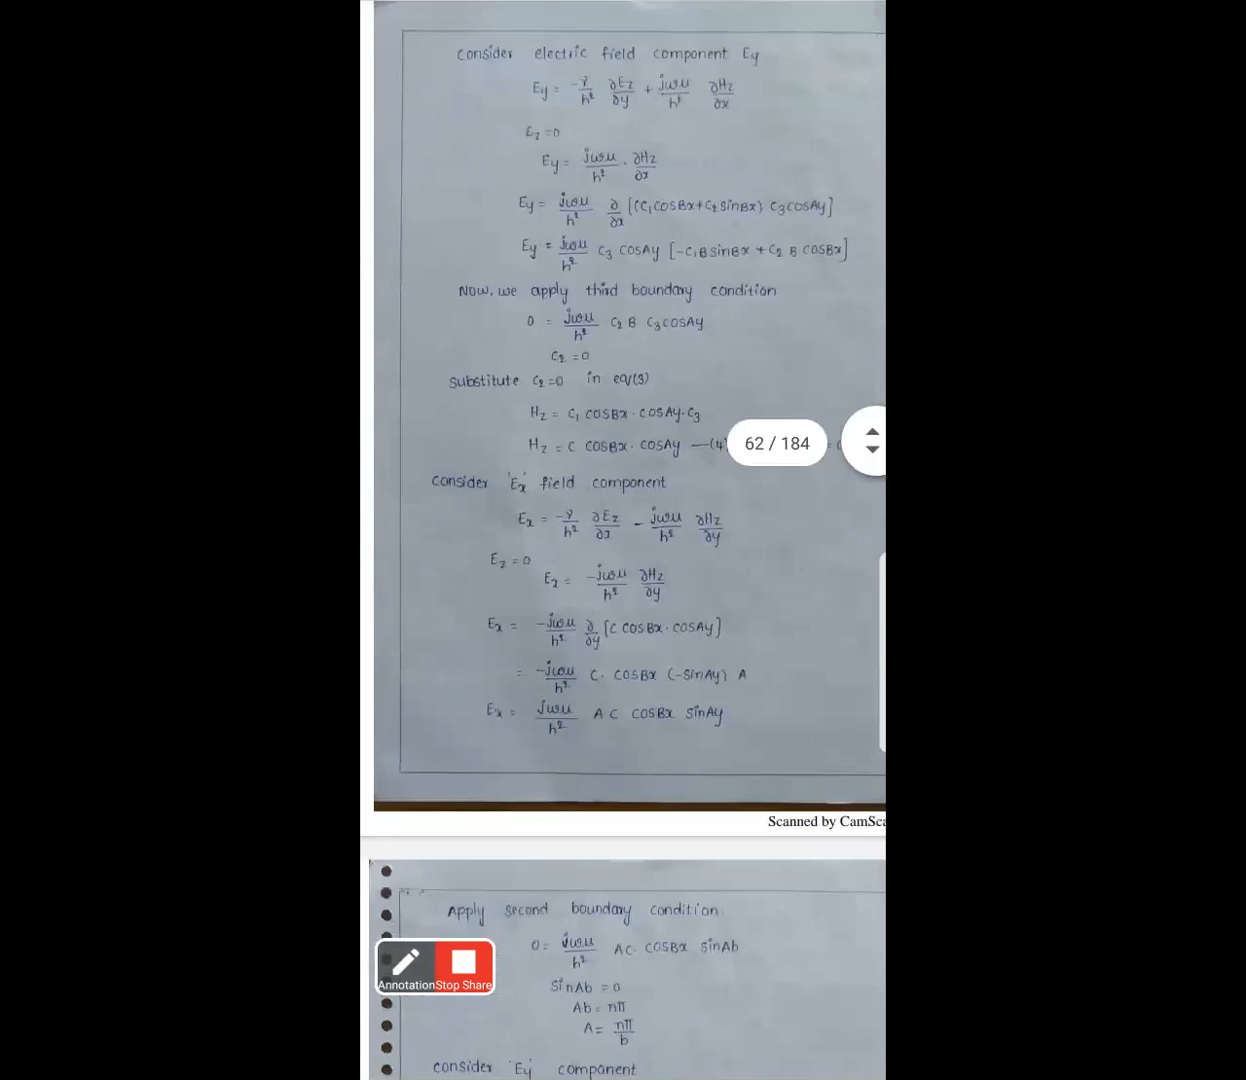 Consider electric field component Ey
Ey = -γ/h² ∂Ez/∂y + jωμ/h² ∂Hz/∂x
Ez = 0
Ey = jωμ/h² · ∂Hz/∂x
Ey = jωμ/h² ∂/∂x [(C₁ cosBx + C₂ sinBx) C₃ cosAy]
Ey = jωμ/h² C₃ cosAy [-C₁ B sinBx + C₂ B cosBx]
Now, we apply third boundary condition
0 = jωμ/h² C₂ B C₃ cosAy
C₂ = 0
substitute C₂ = 0 in eq(3)
Hz = C₁ cosBx · cosAy · C₃
Hz = C cosBx · cosAy —(4)
62 / 184
consider 'Ex' field component
Ex = -γ/h² ∂Ez/∂x - jωμ/h² ∂Hz/∂y
Ez = 0
Ex = -jωμ/h² ∂Hz/∂y
Ex = -jωμ/h² ∂/∂y [C cosBx · cosAy]
= -jωμ/h² C · cosBx (-sinAy) A
Ex = jωμ/h² A C cosBx sinAy
Scanned by CamSca
Apply second boundary condition
0 = jωμ/h² AC · cosBx sinAb
sinAb = 0
Ab = nπ
A = nπ/b
Annotation Stop Share
consider 'Ey' component